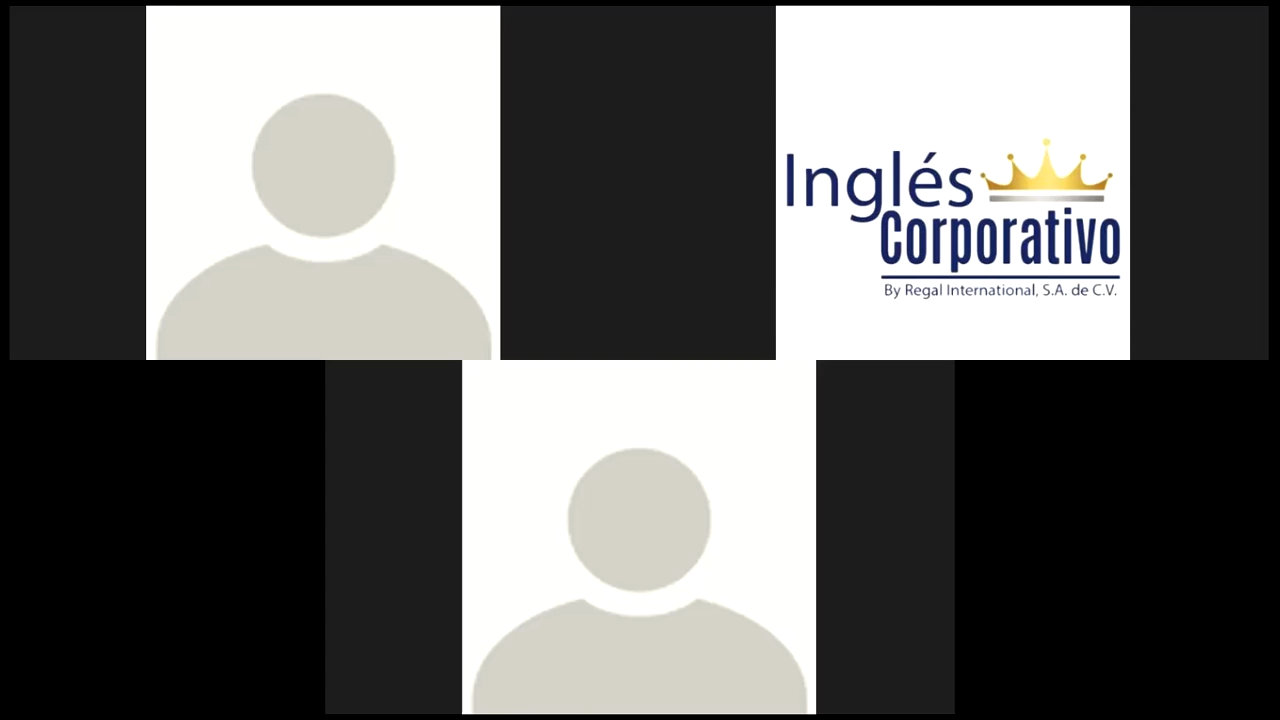 Inglés
Corporativo
By Regal International, S.A. de C.V.